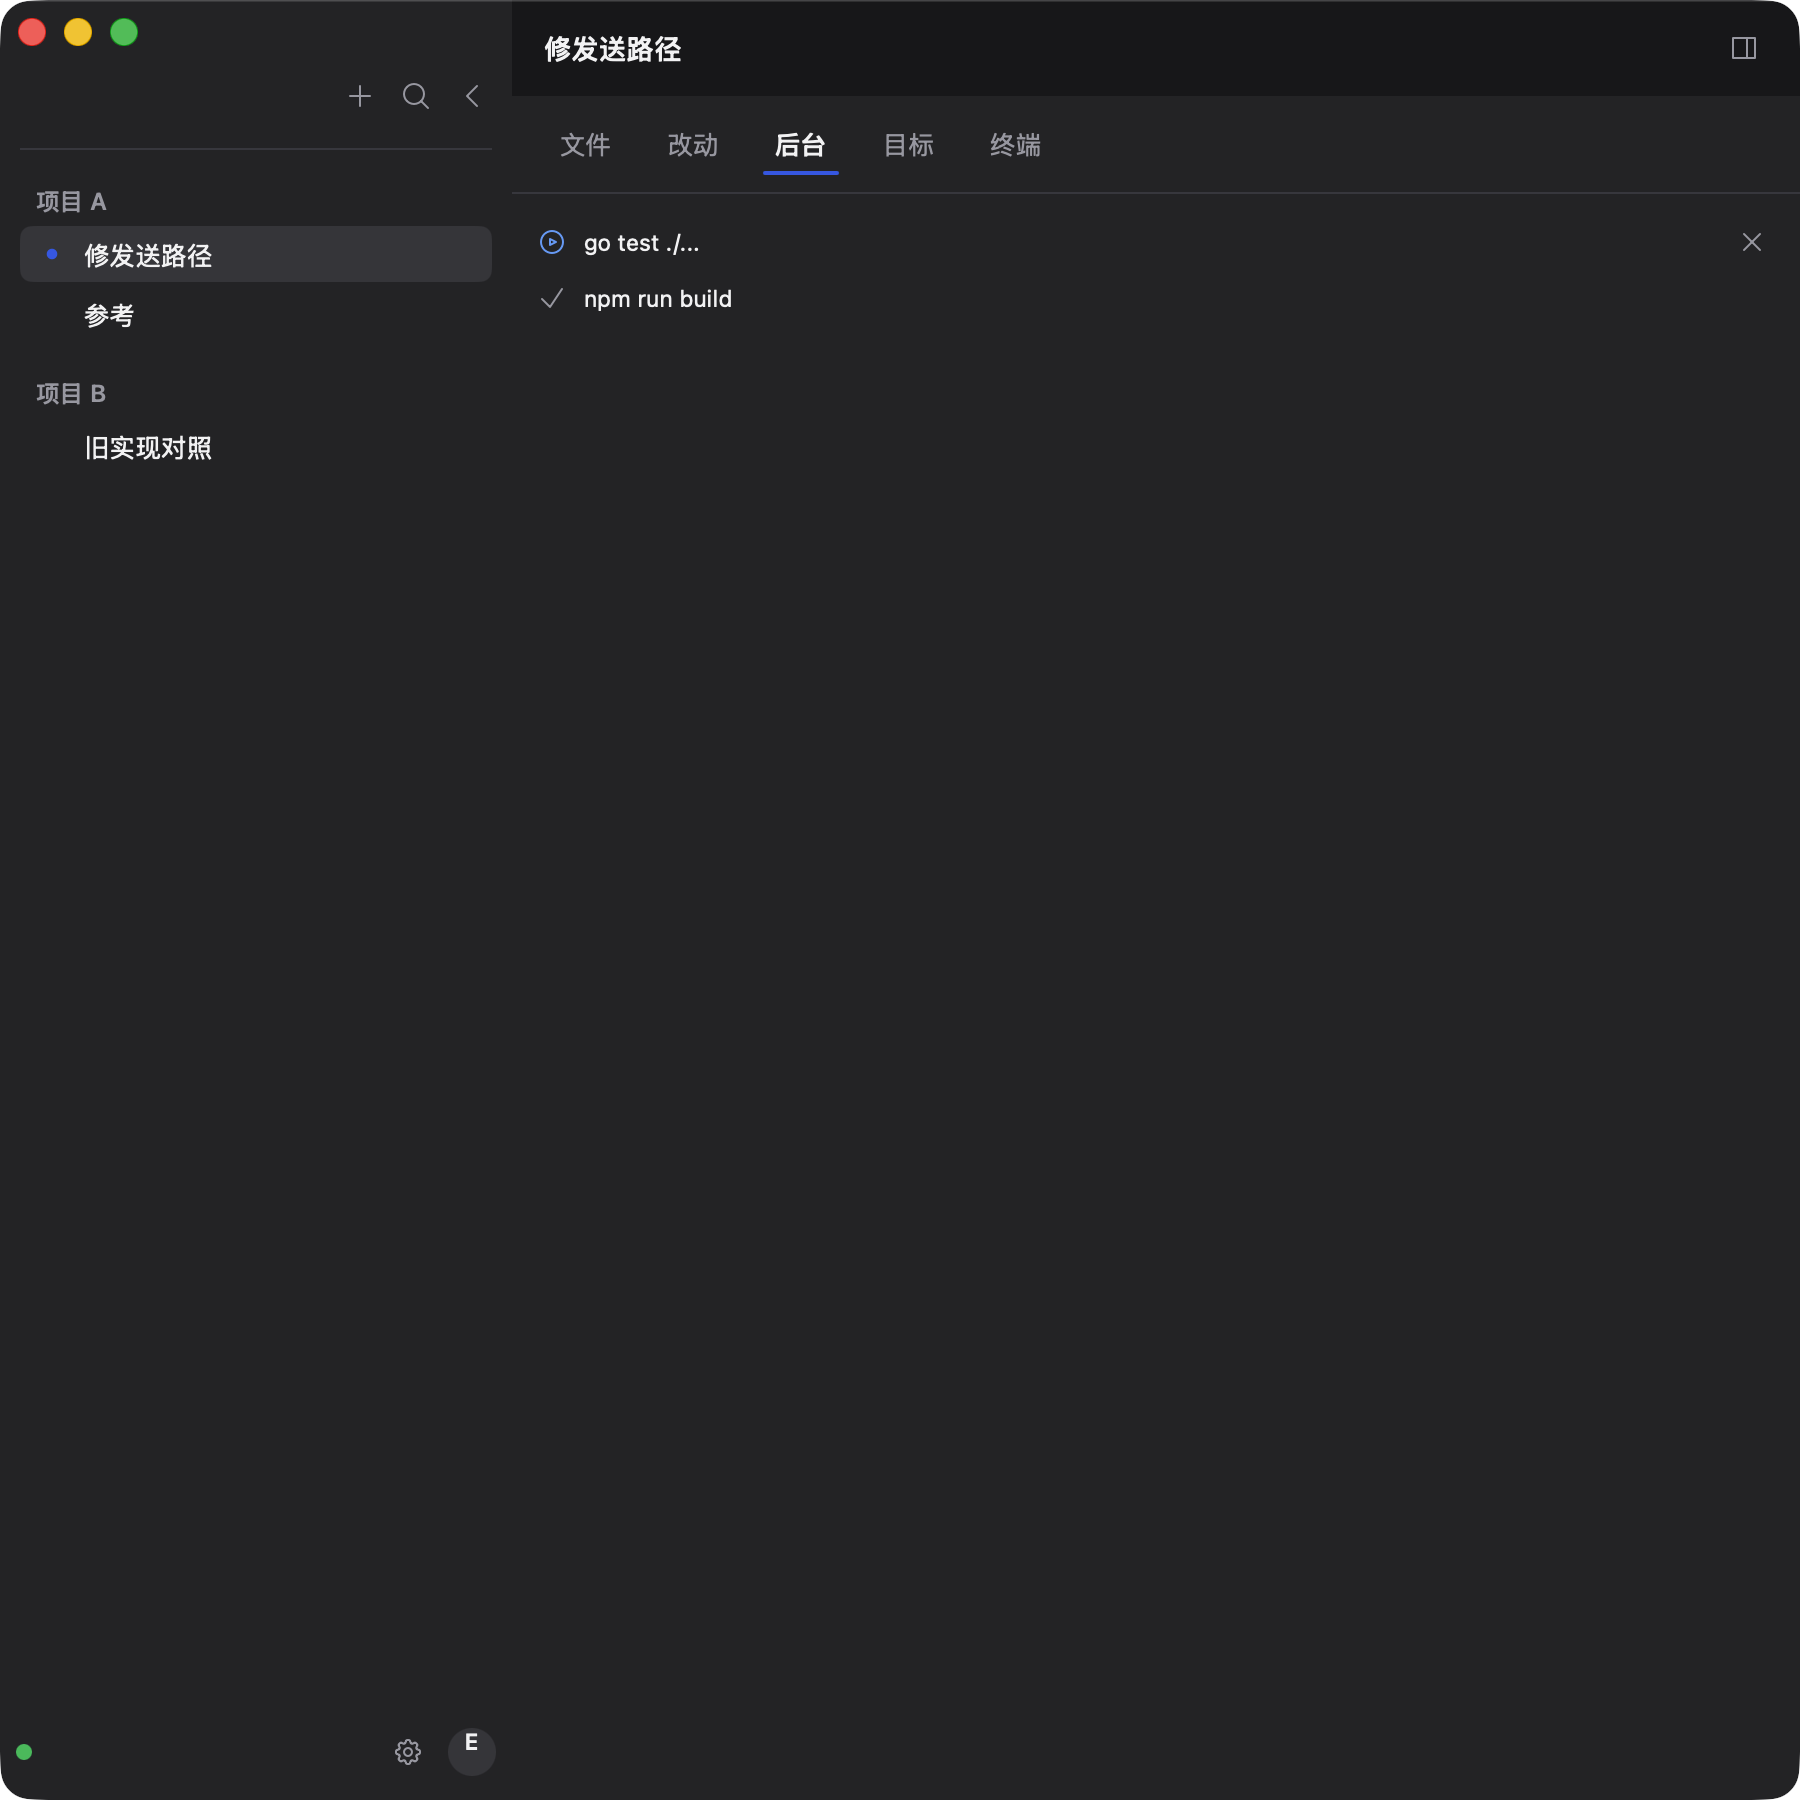 修发送路径
项目 A
修发送路径
参考
项目 B
旧实现对照
文件 改动 后台 目标 终端
go test ./...
npm run build
E